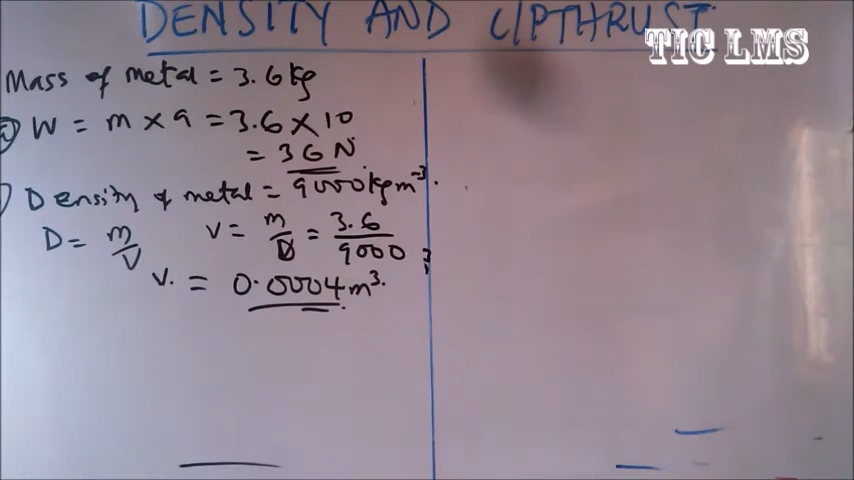 DENSITY AND UPTHRUST
TIC LMS
Mass of metal = 3.6kg
a) W = m × g = 3.6 × 10
= 36 N
) Density of metal = 9000kgm⁻³.
D = m/V V = m/D = 3.6/9000
V. = 0.0004m³.